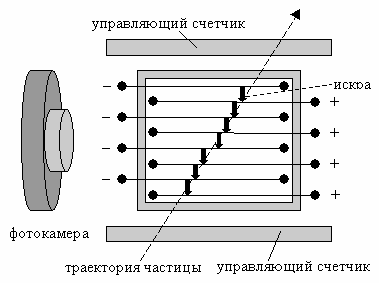 управляющий счетчик
искра
– +
– +
– +
– +
фотокамера
траектория частицы
управляющий счетчик